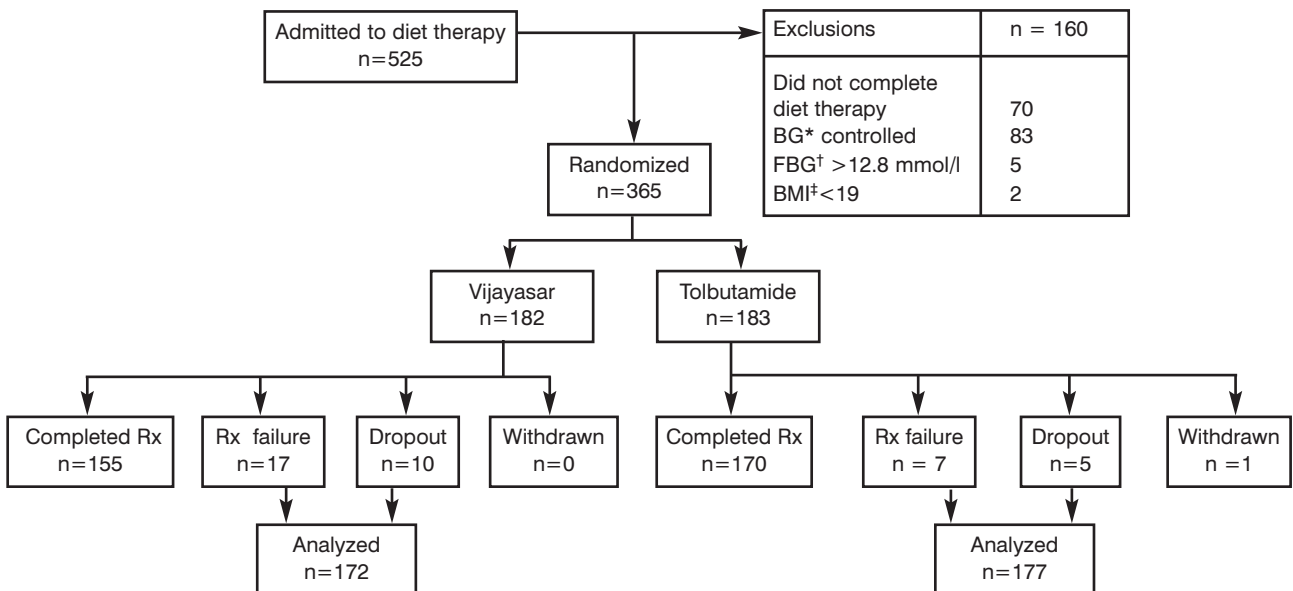 Admitted to diet therapy
n=525
Exclusions n = 160
Did not complete
diet therapy 70
BG* controlled 83
FBG† >12.8 mmol/l 5
BMI‡<19 2
Randomized
n=365
Vijayasar
n=182
Tolbutamide
n=183
Completed Rx
n=155
Rx failure
n=17
Dropout
n=10
Withdrawn
n=0
Completed Rx
n=170
Rx failure
n = 7
Dropout
n=5
Withdrawn
n =1
Analyzed
n=172
Analyzed
n=177